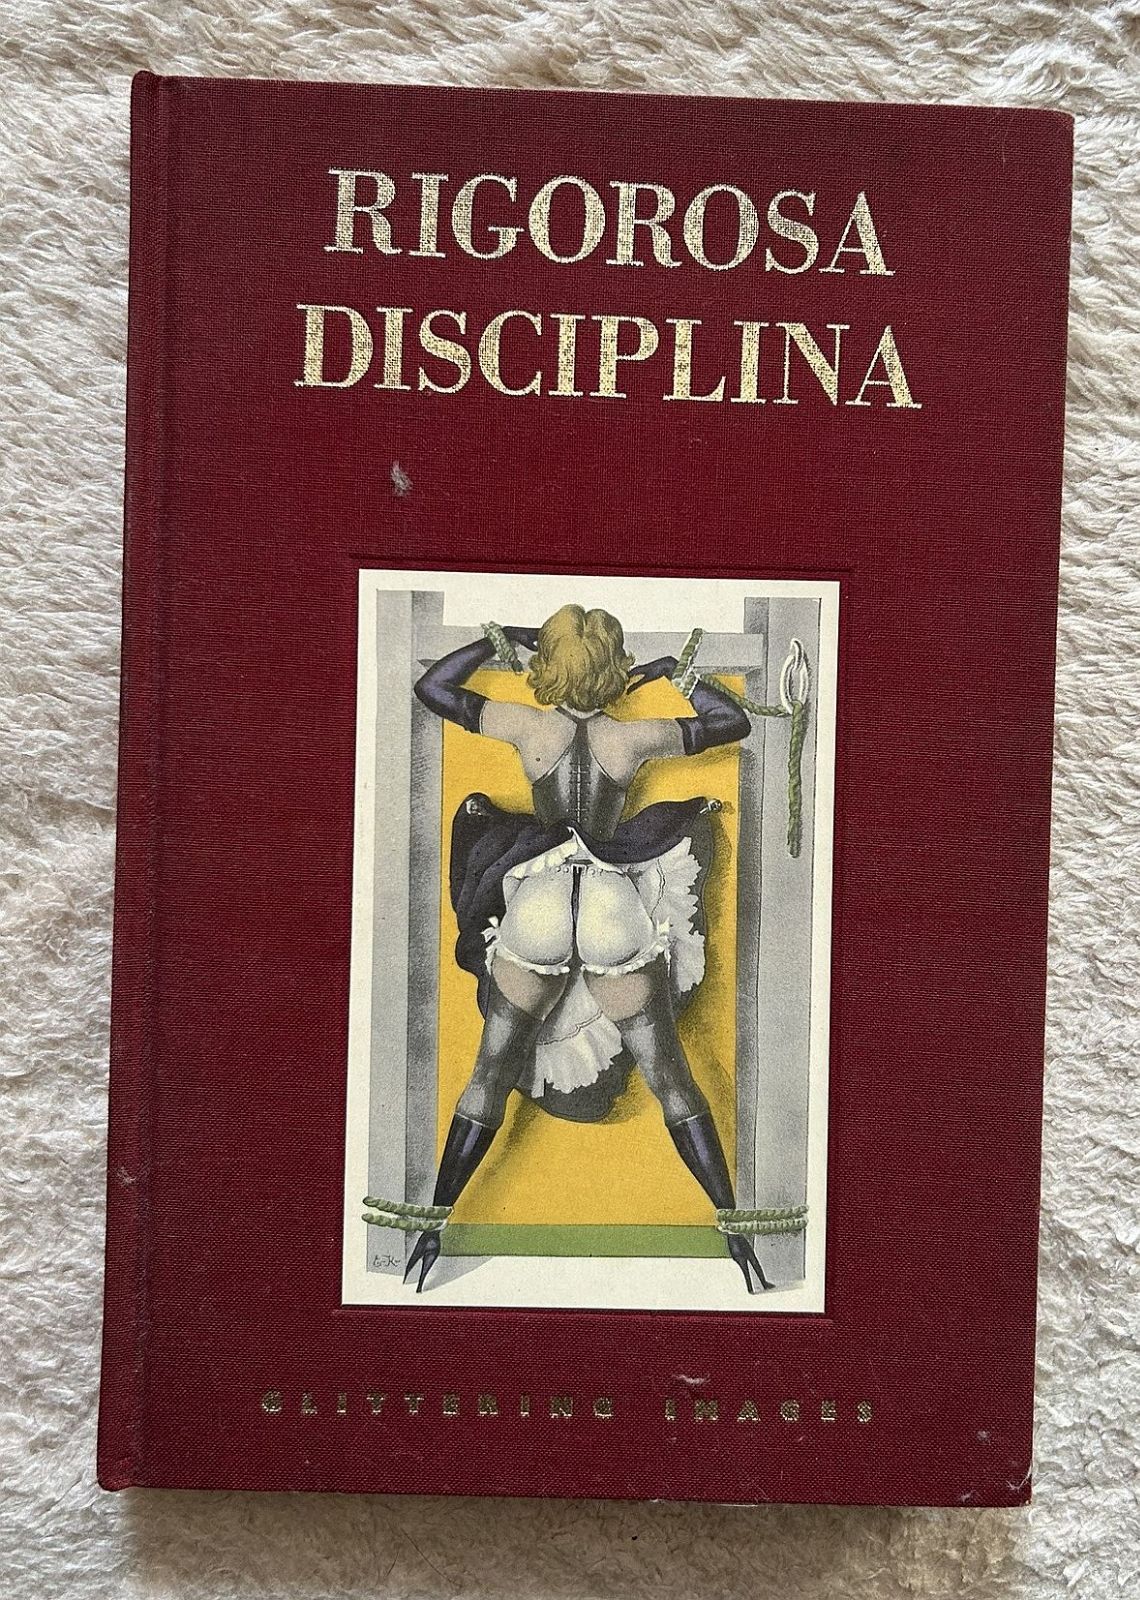 RIGOROSA
DISCIPLINA
E-K-
GLITTERING IMAGES